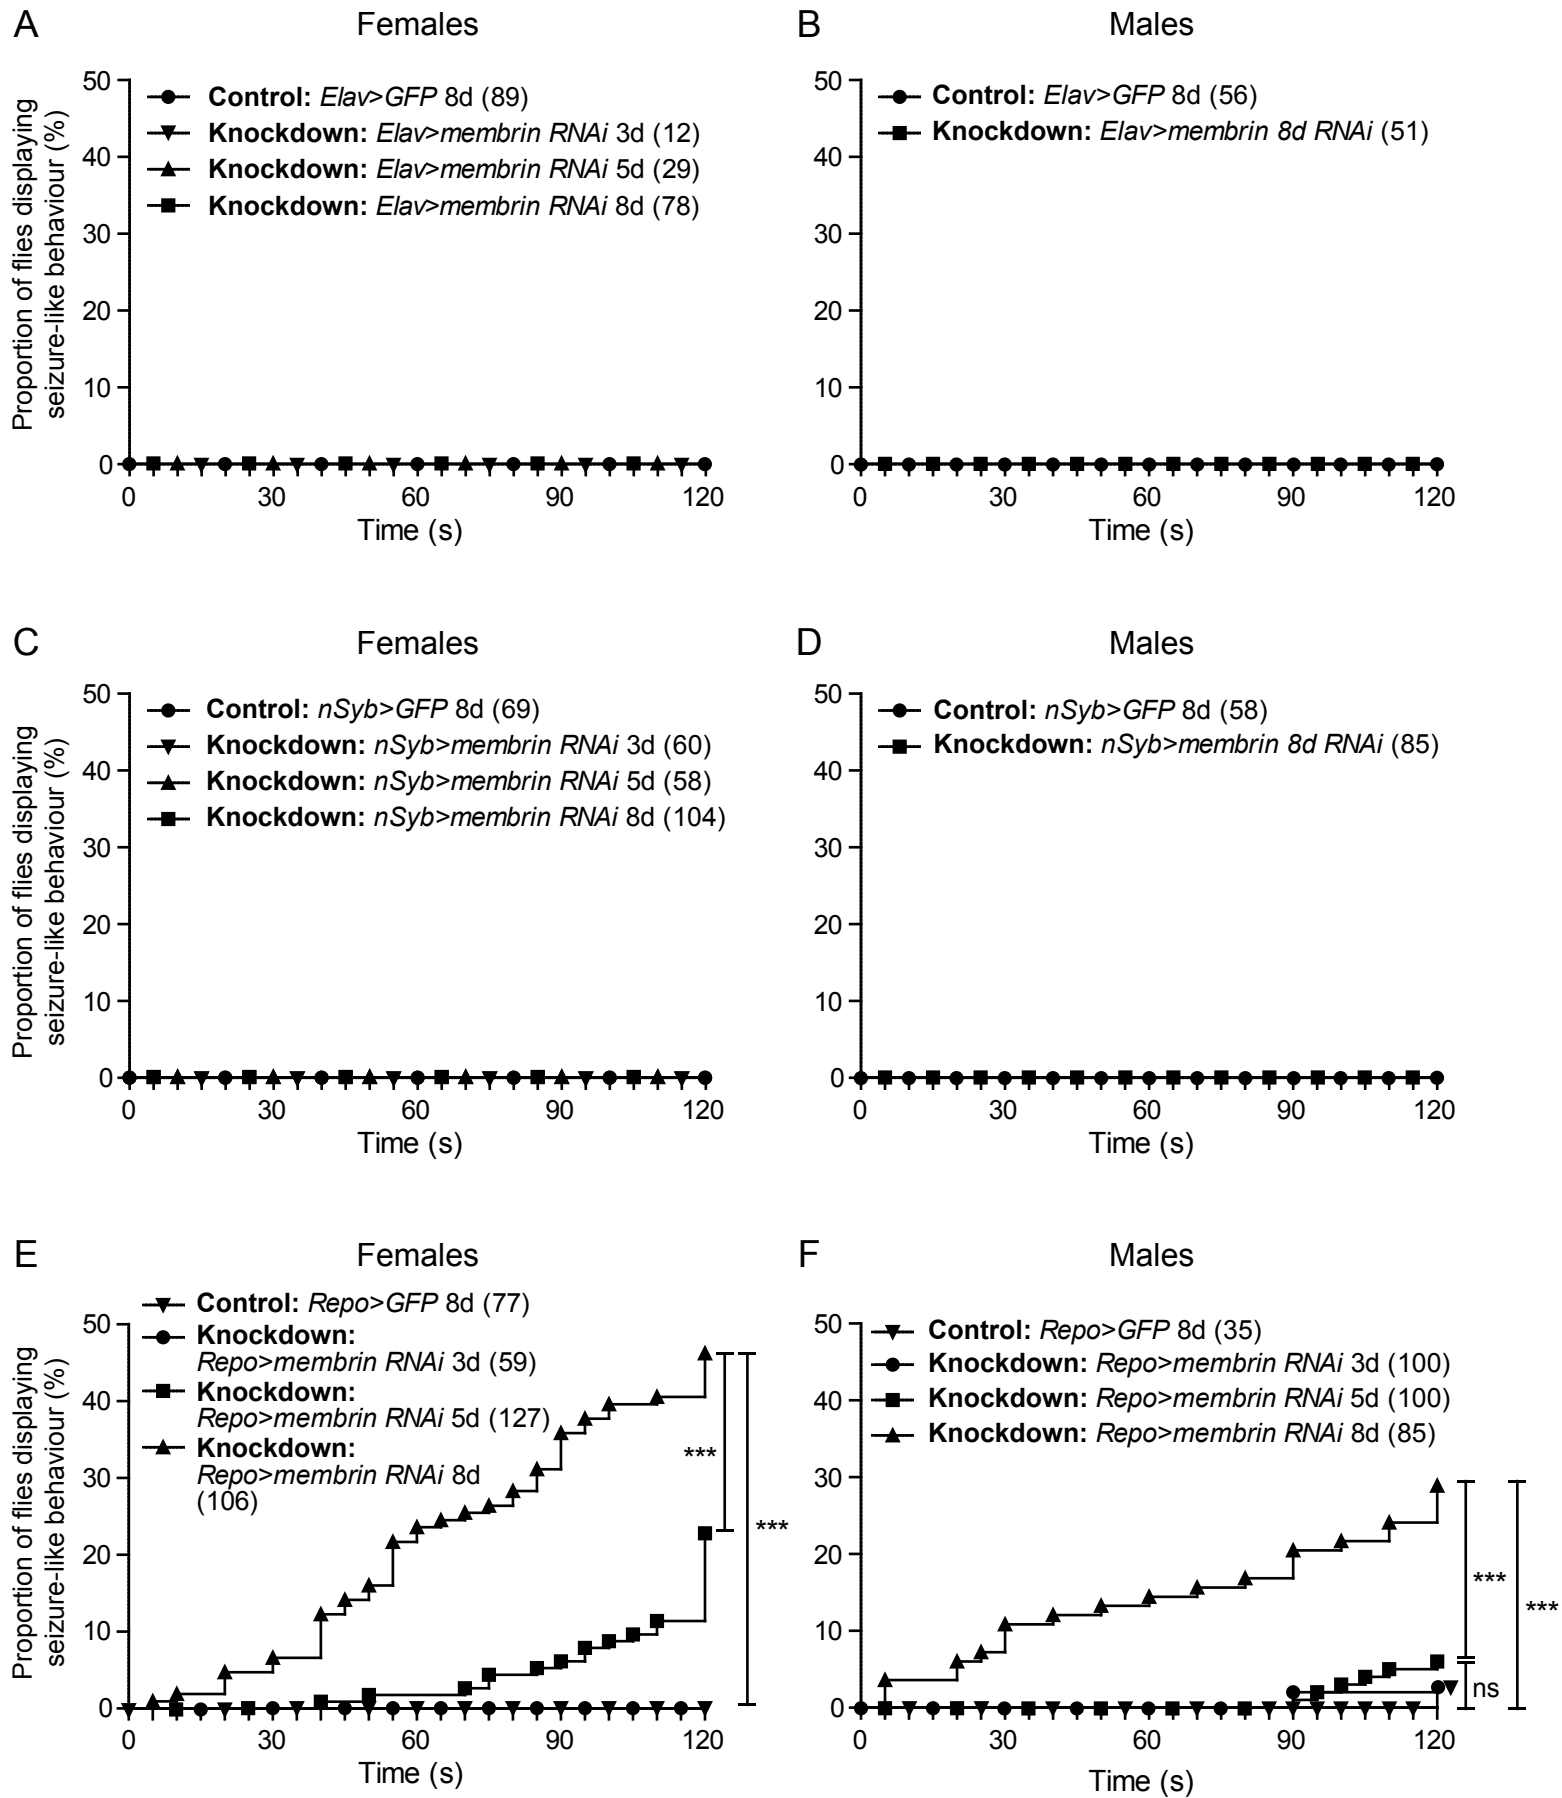 A
Females
Proportion of flies displaying
seizure-like behaviour (%)
50
40
30
20
10
0
Control: Elav>GFP 8d (89)
Knockdown: Elav>membrin RNAi 3d (12)
Knockdown: Elav>membrin RNAi 5d (29)
Knockdown: Elav>membrin RNAi 8d (78)
0 30 60 90 120
Time (s)
B
Males
50
40
30
20
10
0
Control: Elav>GFP 8d (56)
Knockdown: Elav>membrin 8d RNAi (51)
0 30 60 90 120
Time (s)
C
Females
Proportion of flies displaying
seizure-like behaviour (%)
50
40
30
20
10
0
Control: nSyb>GFP 8d (69)
Knockdown: nSyb>membrin RNAi 3d (60)
Knockdown: nSyb>membrin RNAi 5d (58)
Knockdown: nSyb>membrin RNAi 8d (104)
0 30 60 90 120
Time (s)
D
Males
50
40
30
20
10
0
Control: nSyb>GFP 8d (58)
Knockdown: nSyb>membrin 8d RNAi (85)
0 30 60 90 120
Time (s)
E
Females
Proportion of flies displaying
seizure-like behaviour (%)
50
40
30
20
10
0
Control: Repo>GFP 8d (77)
Knockdown:
Repo>membrin RNAi 3d (59)
Knockdown:
Repo>membrin RNAi 5d (127)
Knockdown:
Repo>membrin RNAi 8d
(106)
***
***
0 30 60 90 120
Time (s)
F
Males
50
40
30
20
10
0
Control: Repo>GFP 8d (35)
Knockdown: Repo>membrin RNAi 3d (100)
Knockdown: Repo>membrin RNAi 5d (100)
Knockdown: Repo>membrin RNAi 8d (85)
***
***
ns
0 30 60 90 120
Time (s)